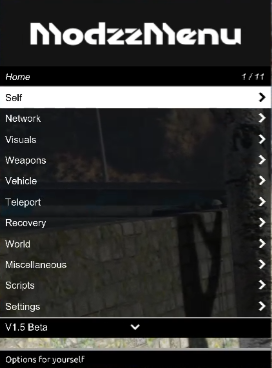 ModzzMenu
Home 1 / 11
Self
Network
Visuals
Weapons
Vehicle
Teleport
Recovery
World
Miscellaneous
Scripts
Settings
V1.5 Beta
Options for yourself